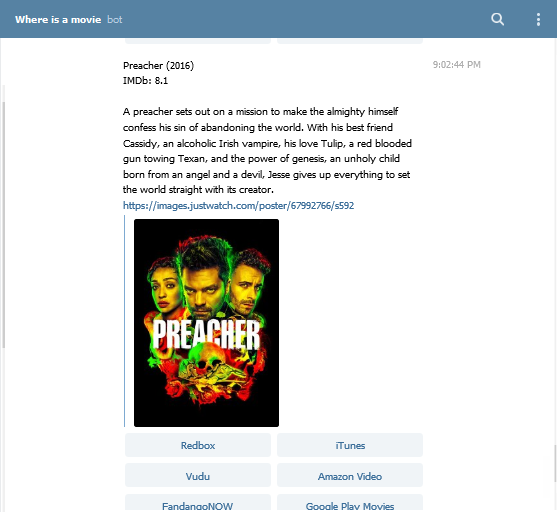 Where is a movie bot
Preacher (2016) 9:02:44 PM
IMDb: 8.1
A preacher sets out on a mission to make the almighty himself
confess his sin of abandoning the world. With his best friend
Cassidy, an alcoholic Irish vampire, his love Tulip, a red blooded
gun towing Texan, and the power of genesis, an unholy child
born from an angel and a devil, Jesse gives up everything to set
the world straight with its creator.
https://images.justwatch.com/poster/67992766/s592
PREACHER
Redbox iTunes
Vudu Amazon Video
FandangoNOW Google Play Movies